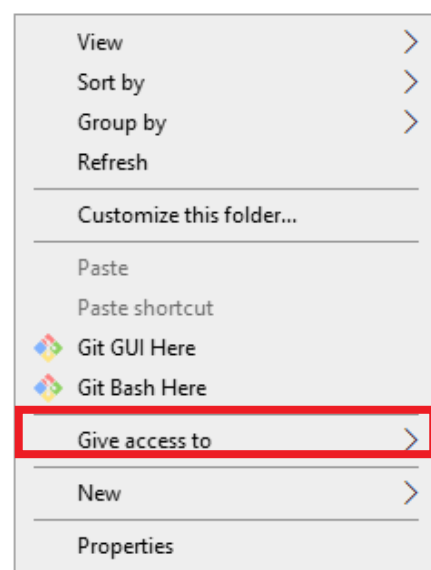 View
Sort by
Group by
Refresh
Customize this folder...
Paste
Paste shortcut
Git GUI Here
Git Bash Here
Give access to
New
Properties